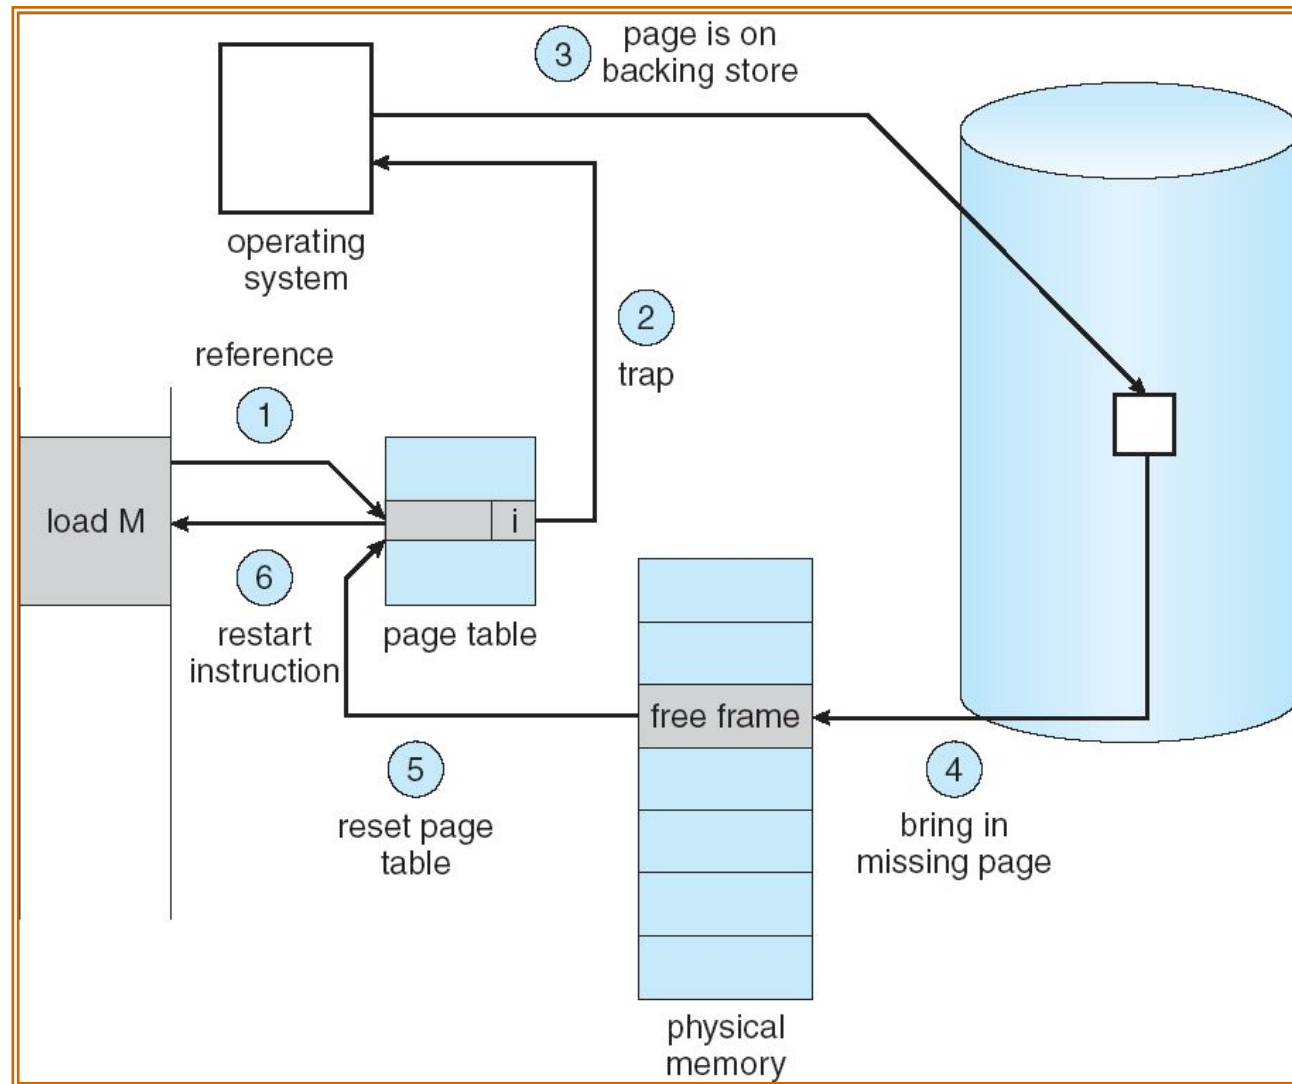 3
page is on
backing store
operating
system
2
trap
reference
1
load M
i
6
restart
instruction
page table
free frame
5
reset page
table
4
bring in
missing page
physical
memory